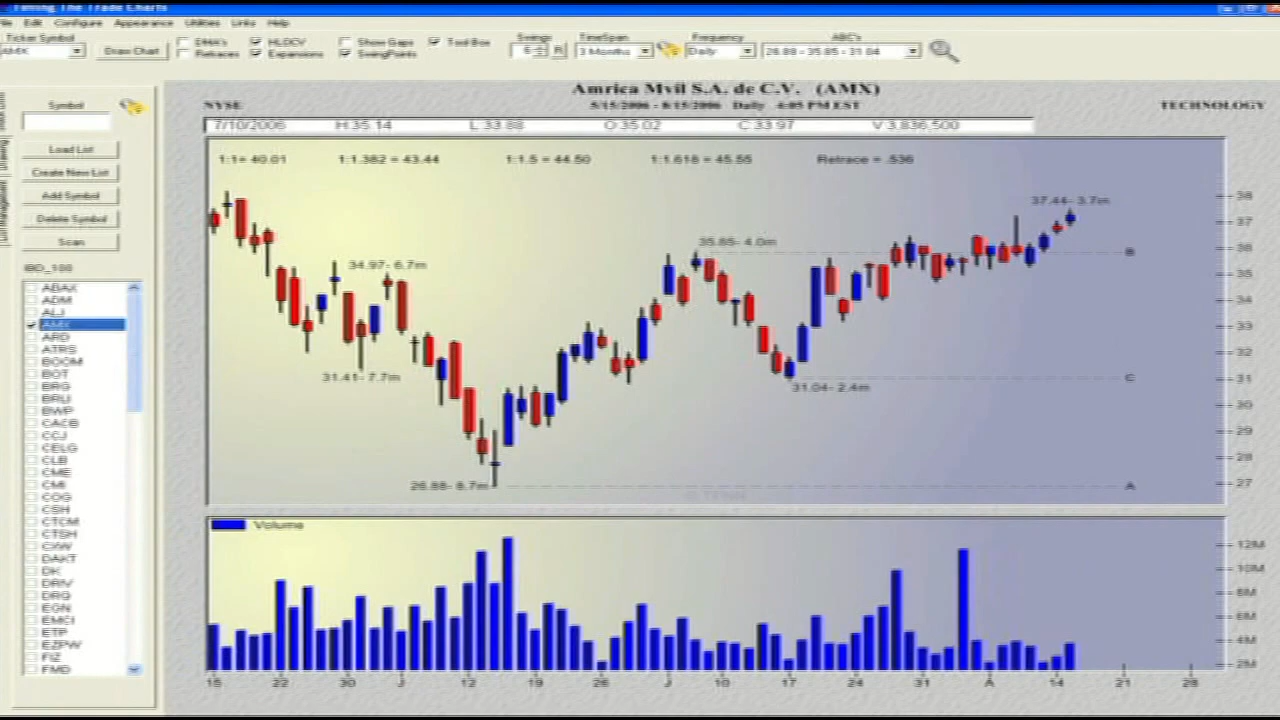 Timing The Trade Charts
File Edit Configure Appearance Utilities Links Help
Ticker Symbol
AMX
Draw Chart
DMA's
HLOCV
Show Gaps
Tool Box
Retraces
Expansions
SwingPoints
Swings
5
R
TimeSpan
3 Months
Frequency
Daily
ABC's
26.88 - 35.85 - 31.04
Amrica Mvil S.A. de C.V. (AMX)
NYSE
5/15/2006 - 8/15/2006 Daily 4:05 PM EST
TECHNOLOGY
7/10/2006 H 35.14 L 33.88 O 35.02 C 33.97 V 3,836,500
1:1= 40.01 1:1.382 = 43.44 1:1.5 = 44.50 1:1.618 = 45.55 Retrace = .536
Symbol
Load List
Create New List
Add Symbol
Delete Symbol
Scan
IBD_100
ABAX
ADM
ALJ
AMX
ARD
ATRS
BOOM
BOT
BRG
BRLI
BWP
CACB
CCJ
CELG
CLB
CME
CMI
COG
CSH
CTCM
CTSH
CXW
DAKT
DK
DRIV
DRQ
EGN
EMCI
ETP
EZPW
FIZ
FMD
37.44- 3.7m
35.85- 4.0m
34.97- 6.7m
31.41- 7.7m
31.04- 2.4m
26.88- 8.7m
B
C
A
38
37
36
35
34
33
32
31
30
29
28
27
Volume
12M
10M
8M
6M
4M
2M
15 22 30 J 12 19 26 J 10 17 24 31 A 14 21 28